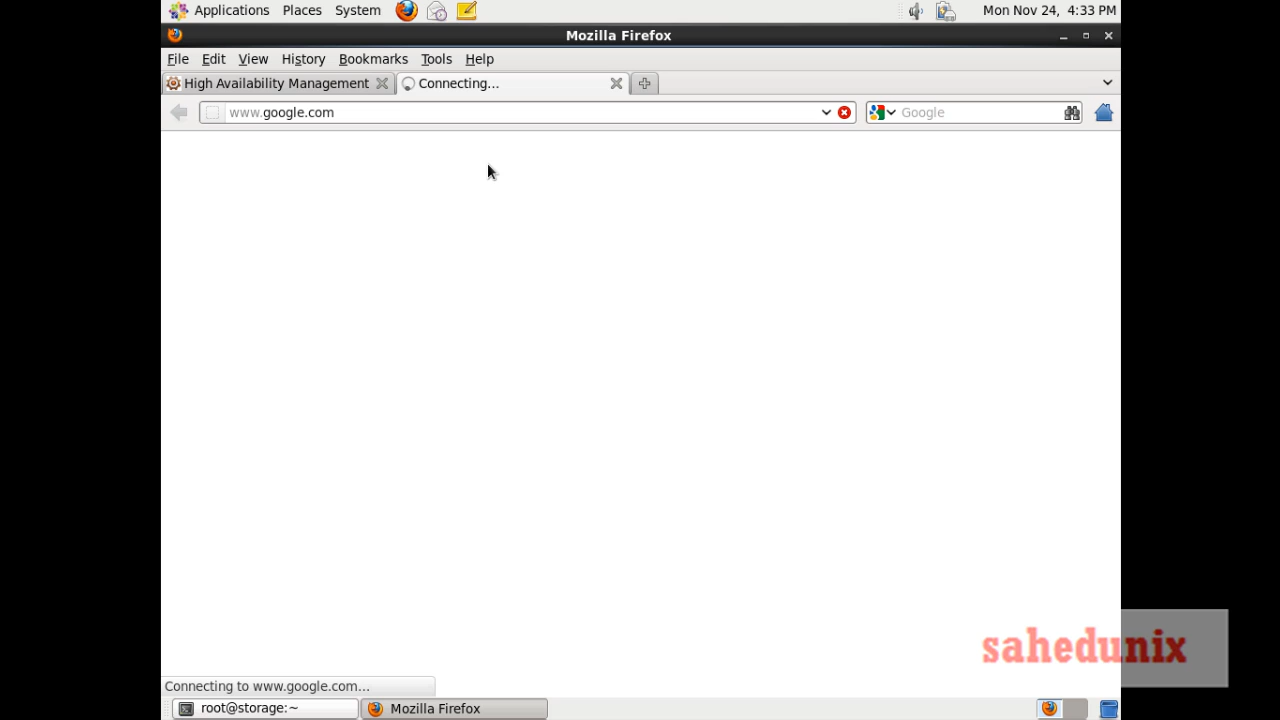 Applications Places System Mon Nov 24, 4:33 PM
Mozilla Firefox
File Edit View History Bookmarks Tools Help
High Availability Management Connecting...
www.google.com Google
sahedunix
Connecting to www.google.com...
root@storage:~ Mozilla Firefox